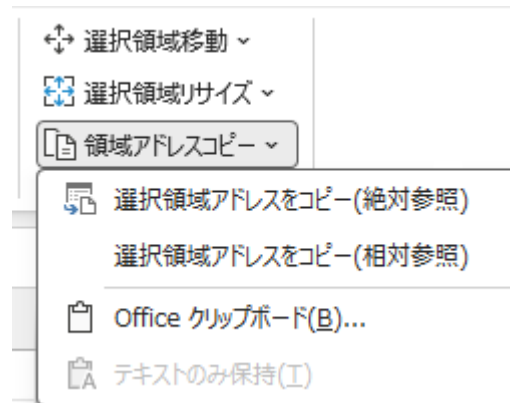 選択領域移動
選択領域リサイズ
領域アドレスコピー
選択領域アドレスをコピー(絶対参照)
選択領域アドレスをコピー(相対参照)
Office クリップボード(B)...
テキストのみ保持(T)